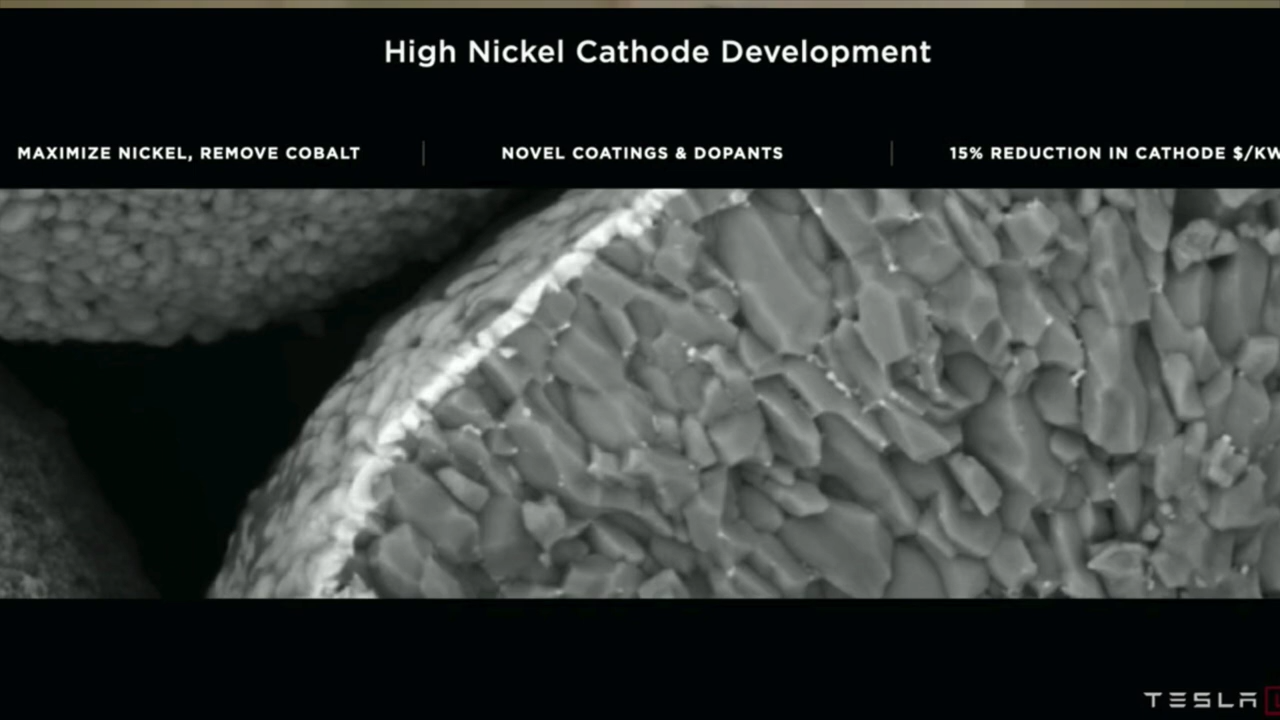 High Nickel Cathode Development
MAXIMIZE NICKEL, REMOVE COBALT
NOVEL COATINGS & DOPANTS
15% REDUCTION IN CATHODE $/KW
TESLA